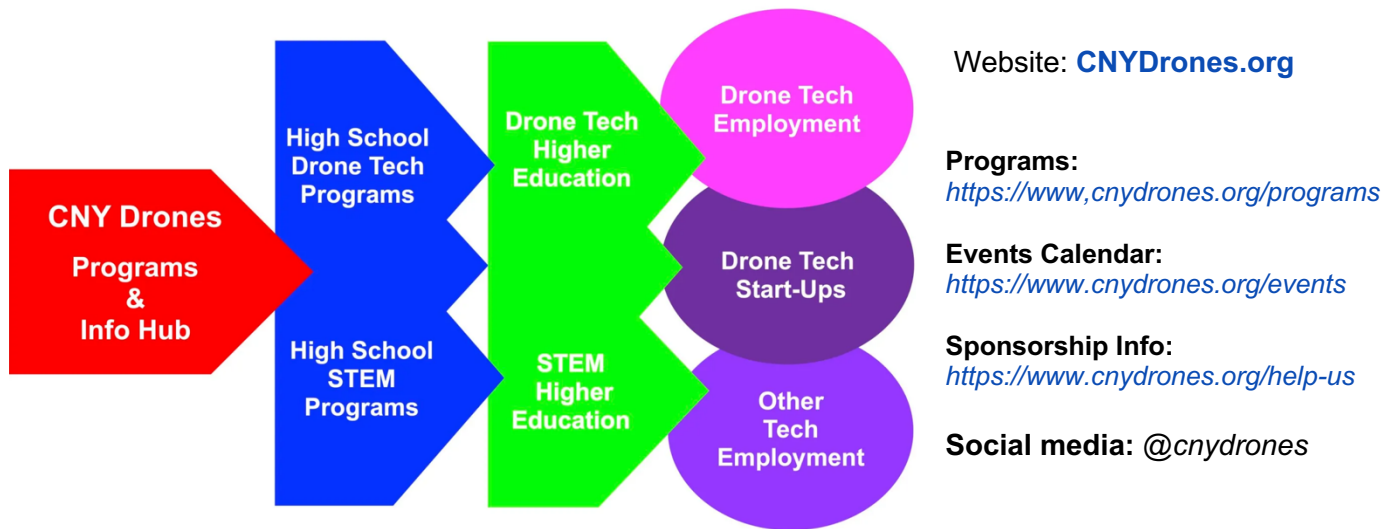 CNY Drones
Programs
&
Info Hub
High School
Drone Tech
Programs
High School
STEM
Programs
Drone Tech
Higher
Education
STEM
Higher
Education
Drone Tech
Employment
Drone Tech
Start-Ups
Other
Tech
Employment
Website: CNYDrones.org
Programs:
https://www,cnydrones.org/programs
Events Calendar:
https://www.cnydrones.org/events
Sponsorship Info:
https://www.cnydrones.org/help-us
Social media: @cnydrones